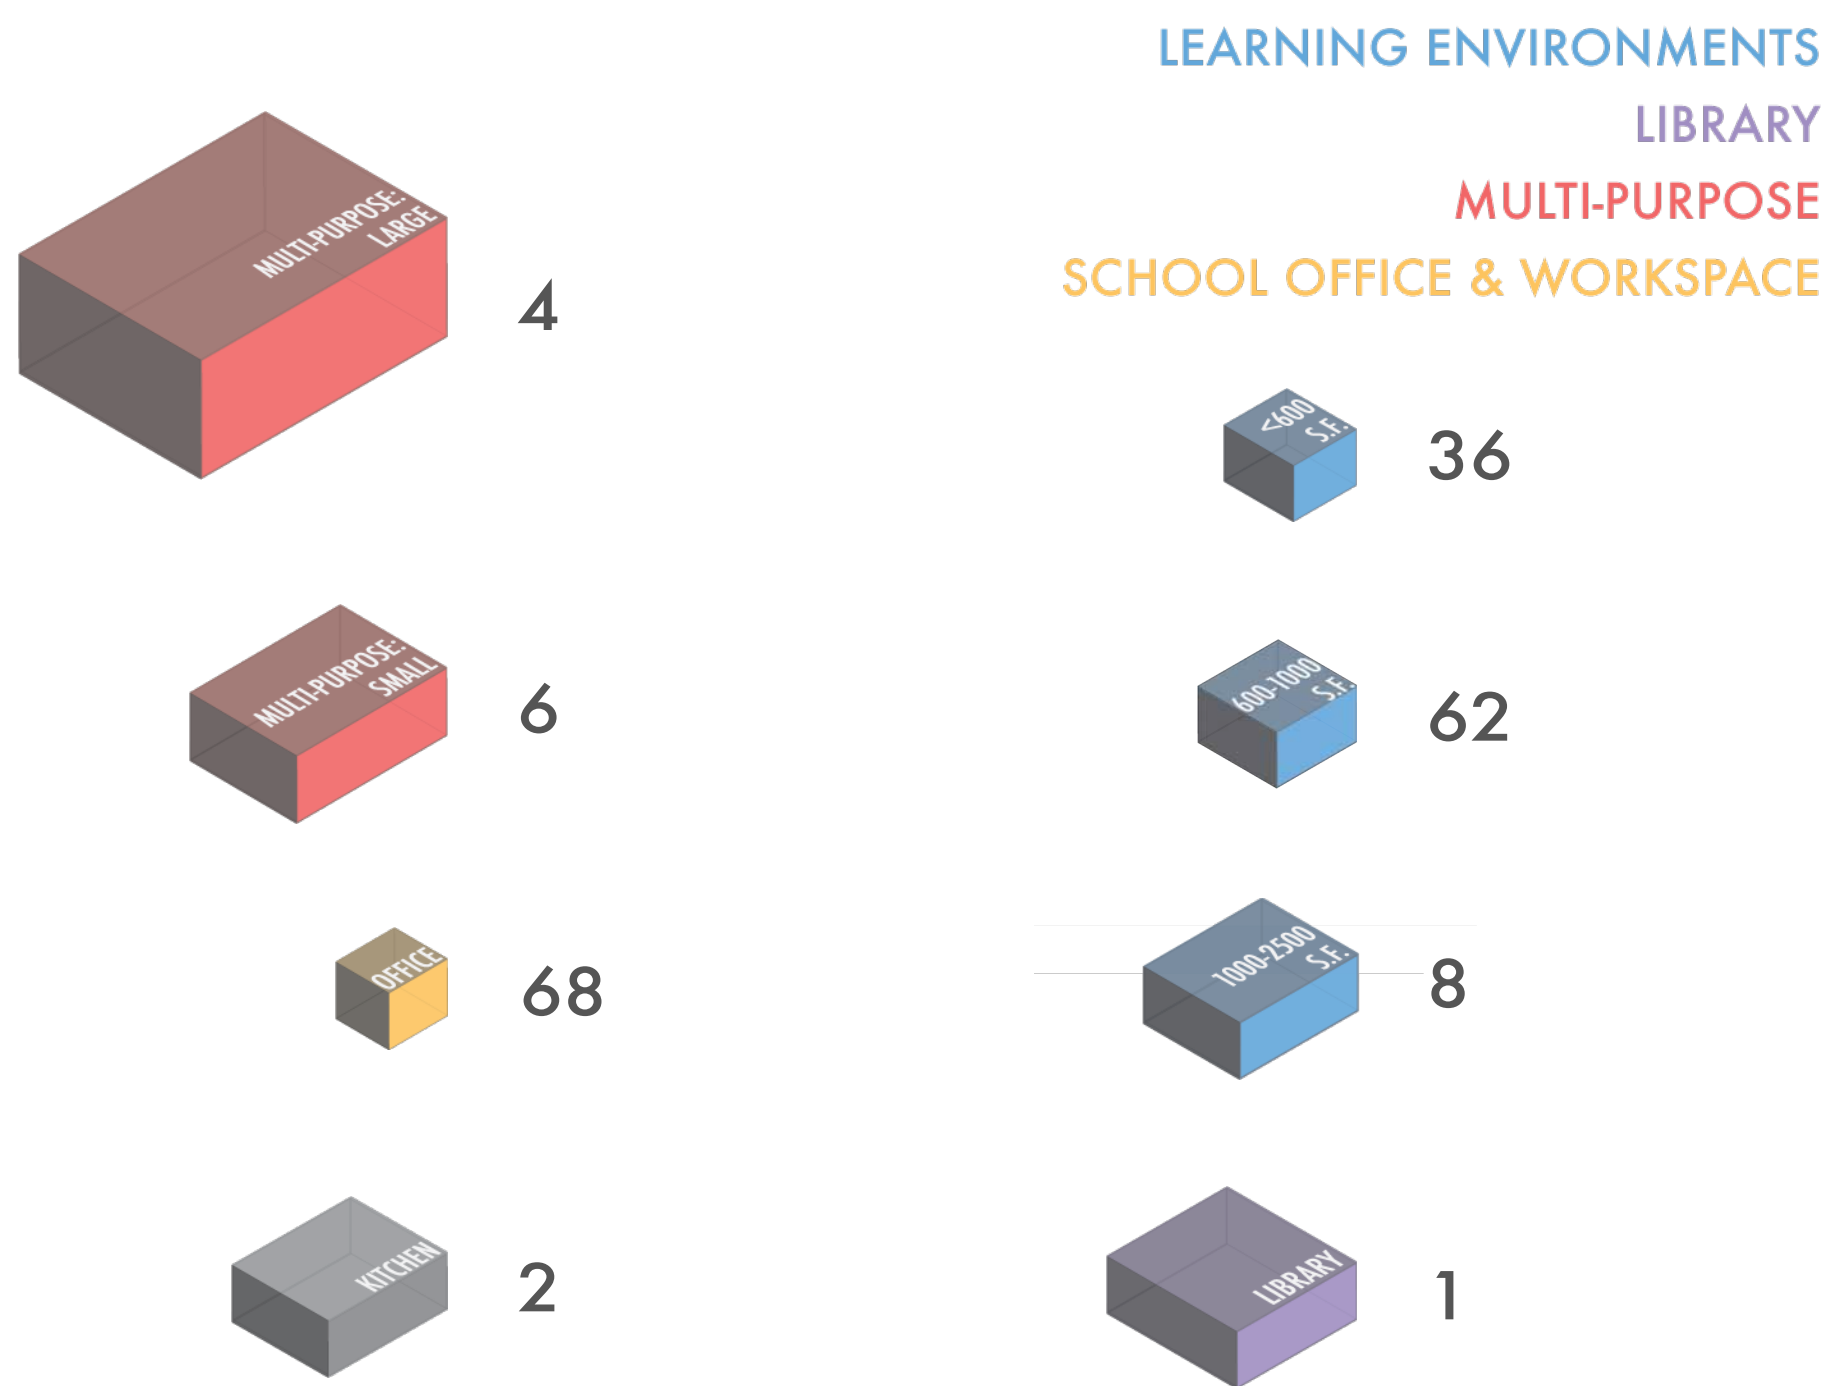 LEARNING ENVIRONMENTS
LIBRARY
MULTI-PURPOSE
SCHOOL OFFICE & WORKSPACE
MULTI-PURPOSE:
LARGE
4
MULTI-PURPOSE:
SMALL
6
OFFICE
68
KITCHEN
2
<600
S.F.
36
600-1000
S.F.
62
1000-2500
S.F.
8
LIBRARY
1